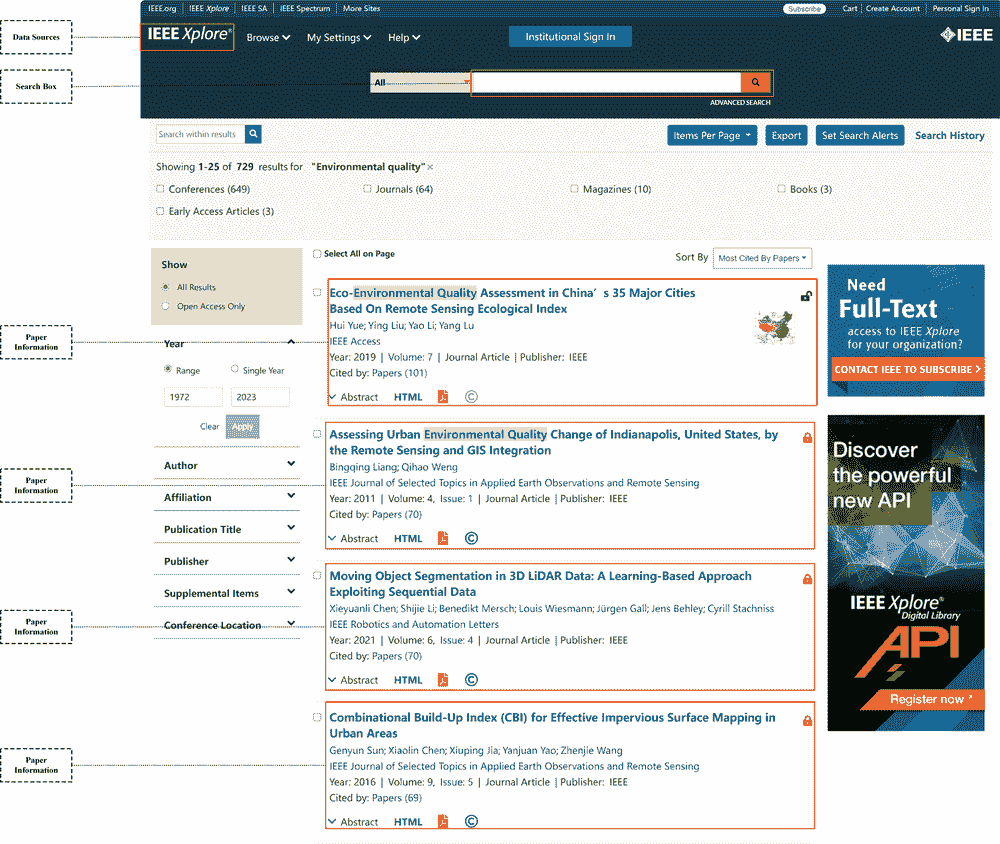 IEEE.org IEEE Xplore IEEE SA IEEE Spectrum More Sites Subscribe Cart Create Account Personal Sign In
Data Sources
IEEE Xplore® Browse My Settings Help Institutional Sign In IEEE
Search Box
All
ADVANCED SEARCH
Search within results Items Per Page Export Set Search Alerts Search History
Showing 1-25 of 729 results for "Environmental quality" ×
Conferences (649) Journals (64) Magazines (10) Books (3)
Early Access Articles (3)
Show
All Results
Open Access Only
Year
Range Single Year
1972 2023
Clear Apply
Author
Affiliation
Publication Title
Publisher
Supplemental Items
Conference Location
Select All on Page Sort By Most Cited By Papers
Paper
Information
Eco-Environmental Quality Assessment in China's 35 Major Cities
Based On Remote Sensing Ecological Index
Hui Yue; Ying Liu; Yao Li; Yang Lu
IEEE Access
Year: 2019 | Volume: 7 | Journal Article | Publisher: IEEE
Cited by: Papers (101)
Abstract HTML ©
Paper
Information
Assessing Urban Environmental Quality Change of Indianapolis, United States, by
the Remote Sensing and GIS Integration
Bingqing Liang; Qihao Weng
IEEE Journal of Selected Topics in Applied Earth Observations and Remote Sensing
Year: 2011 | Volume: 4, Issue: 1 | Journal Article | Publisher: IEEE
Cited by: Papers (70)
Abstract HTML ©
Paper
Information
Moving Object Segmentation in 3D LiDAR Data: A Learning-Based Approach
Exploiting Sequential Data
Xieyuanli Chen; Shijie Li; Benedikt Mersch; Louis Wiesmann; Jürgen Gall; Jens Behley; Cyrill Stachniss
IEEE Robotics and Automation Letters
Year: 2021 | Volume: 6, Issue: 4 | Journal Article | Publisher: IEEE
Cited by: Papers (70)
Abstract HTML ©
Paper
Information
Combinational Build-Up Index (CBI) for Effective Impervious Surface Mapping in
Urban Areas
Genyun Sun; Xiaolin Chen; Xiuping Jia; Yanjuan Yao; Zhenjie Wang
IEEE Journal of Selected Topics in Applied Earth Observations and Remote Sensing
Year: 2016 | Volume: 9, Issue: 5 | Journal Article | Publisher: IEEE
Cited by: Papers (69)
Abstract HTML ©
Need
Full-Text
access to IEEE Xplore
for your organization?
CONTACT IEEE TO SUBSCRIBE >
Discover
the powerful
new API
IEEE Xplore®
Digital Library
API
Register now